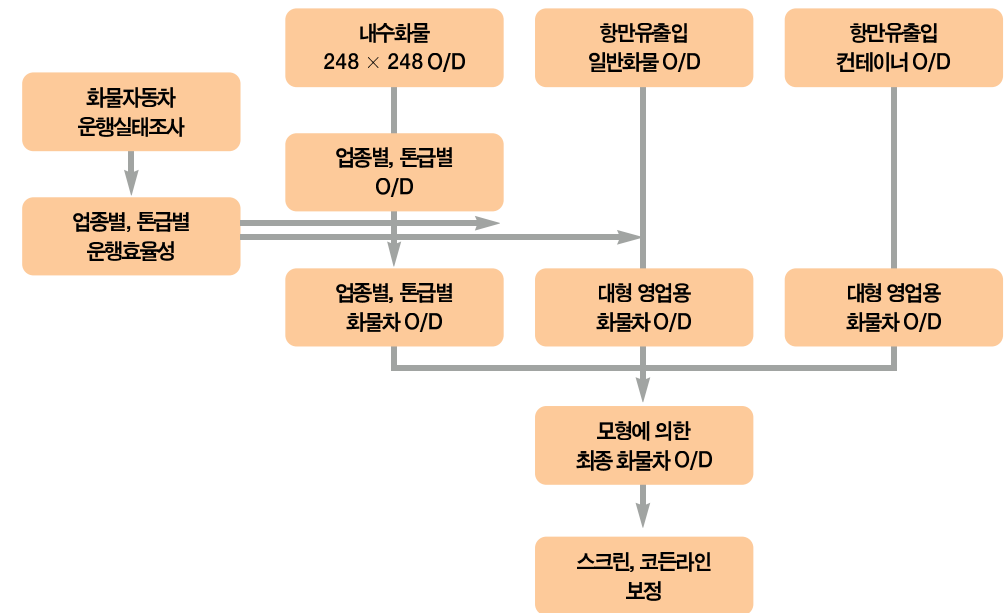 내수화물
248 × 248 O/D
항만유출입
일반화물 O/D
항만유출입
컨테이너 O/D
화물자동차
운행실태조사
업종별, 톤급별
O/D
업종별, 톤급별
운행효율성
업종별, 톤급별
화물차 O/D
대형 영업용
화물차 O/D
대형 영업용
화물차 O/D
모형에 의한
최종 화물차 O/D
스크린, 코든라인
보정